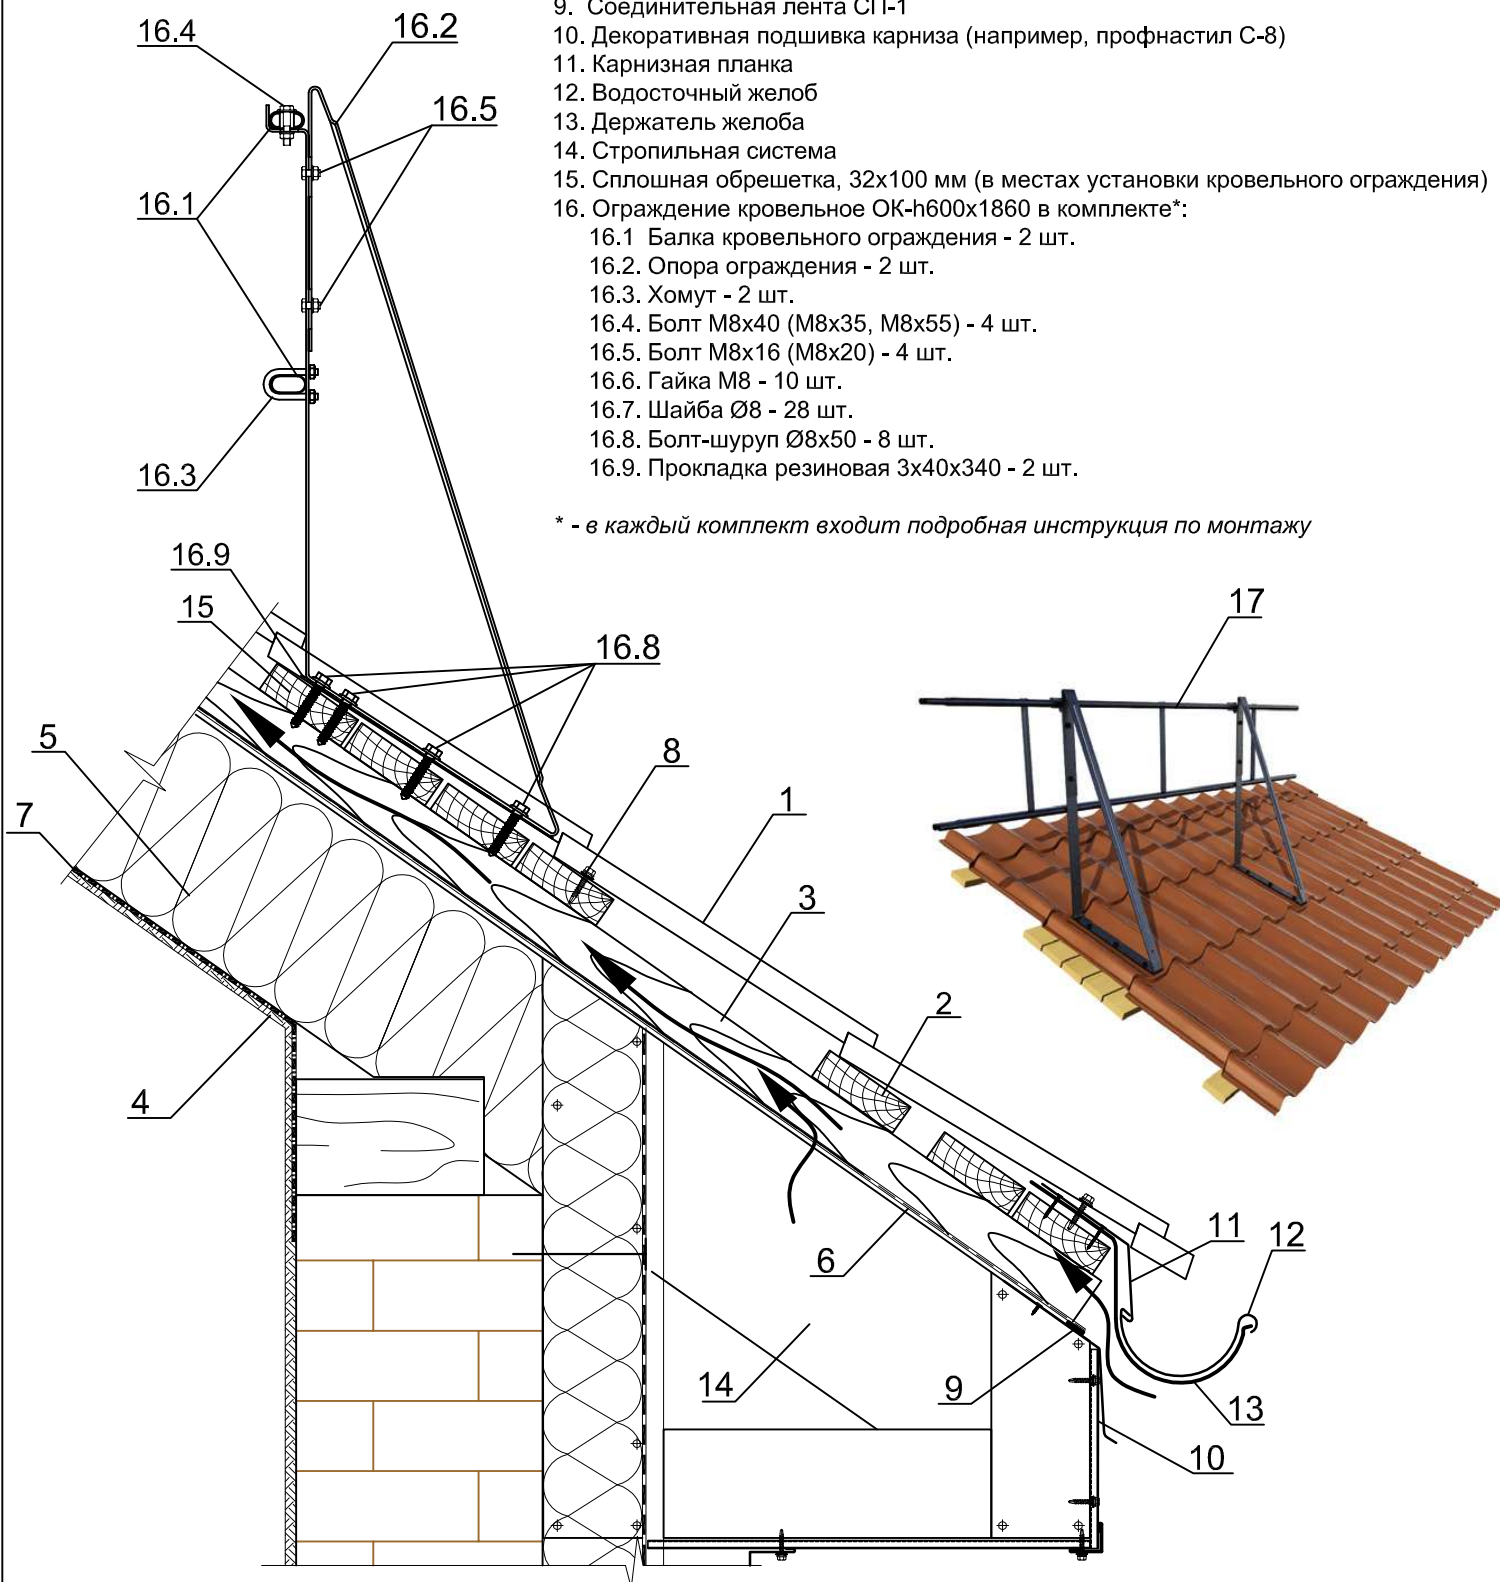 9. Соединительная лента СП-1
10. Декоративная подшивка карниза (например, профнастил С-8)
11. Карнизная планка
12. Водосточный желоб
13. Держатель желоба
14. Стропильная система
15. Сплошная обрешетка, 32х100 мм (в местах установки кровельного ограждения)
16. Ограждение кровельное ОК-h600х1860 в комплекте*:
16.1 Балка кровельного ограждения - 2 шт.
16.2. Опора ограждения - 2 шт.
16.3. Хомут - 2 шт.
16.4. Болт М8х40 (М8х35, М8х55) - 4 шт.
16.5. Болт М8х16 (М8х20) - 4 шт.
16.6. Гайка М8 - 10 шт.
16.7. Шайба Ø8 - 28 шт.
16.8. Болт-шуруп Ø8х50 - 8 шт.
16.9. Прокладка резиновая 3х40х340 - 2 шт.
* - в каждый комплект входит подробная инструкция по монтажу
16.4
16.2
16.5
16.1
16.3
16.9
15
16.8
17
5
8
7
1
3
2
4
6
11
12
14
9
13
10